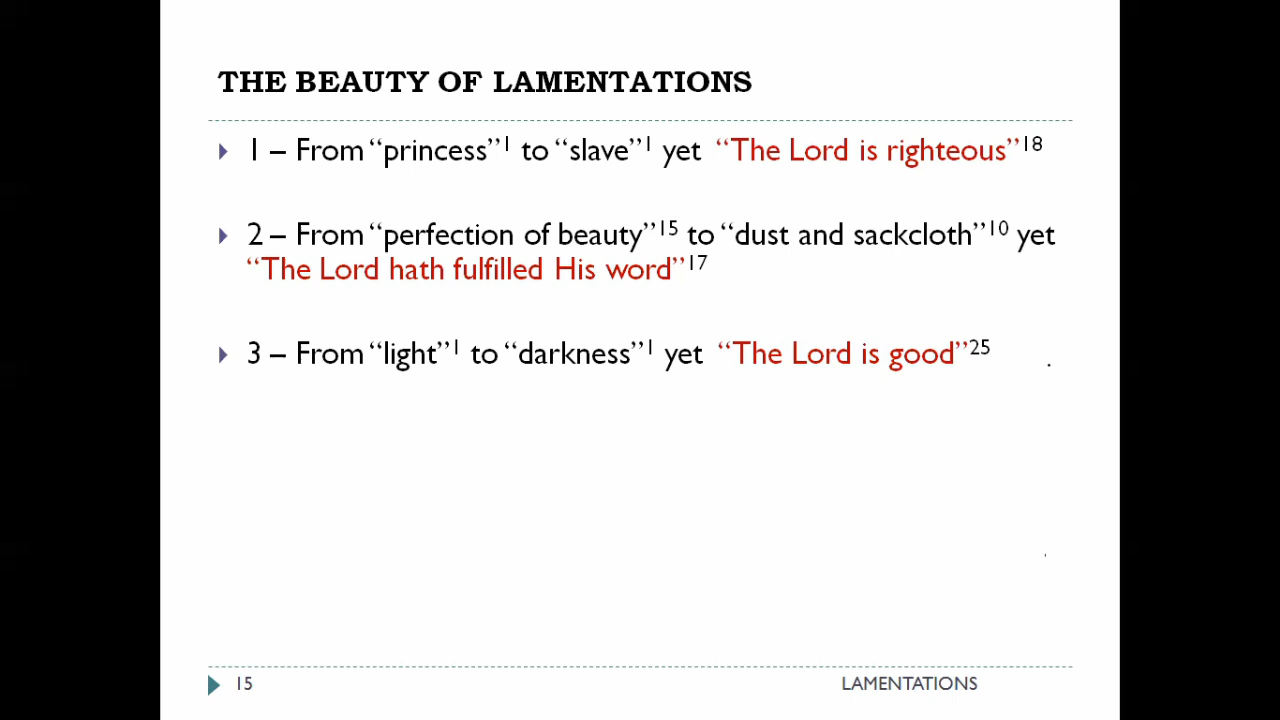 THE BEAUTY OF LAMENTATIONS
1 – From “princess”1 to “slave”1 yet “The Lord is righteous”18
2 – From “perfection of beauty”15 to “dust and sackcloth”10 yet
“The Lord hath fulfilled His word”17
3 – From “light”1 to “darkness”1 yet “The Lord is good”25
15
LAMENTATIONS